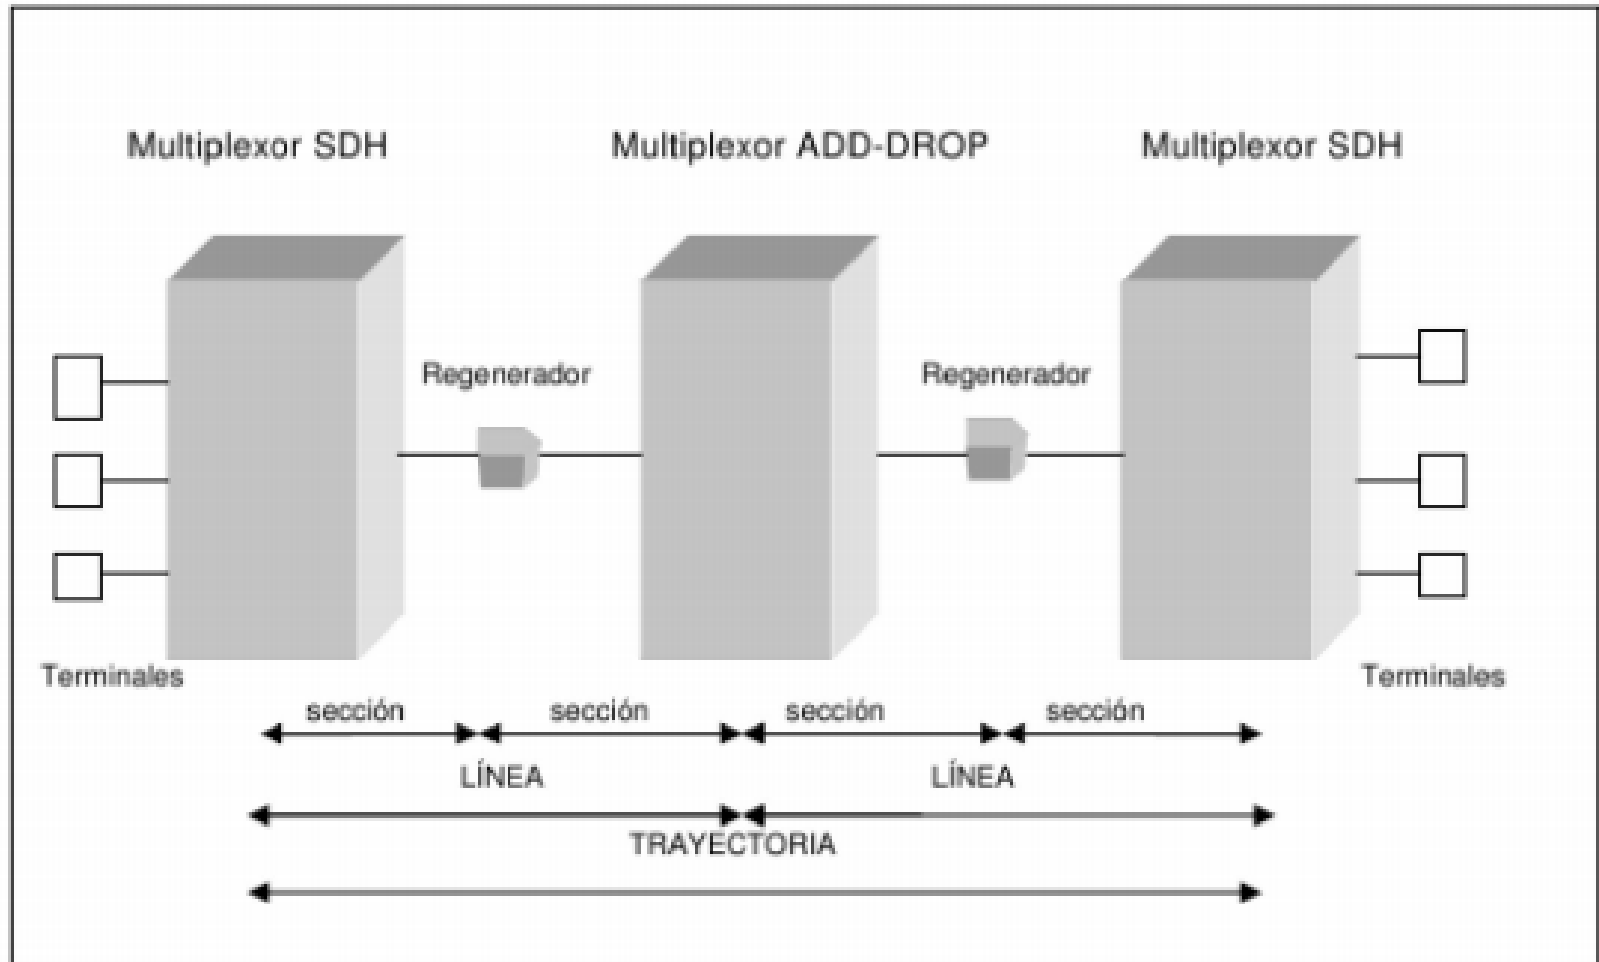 Multiplexor SDH
Multiplexor ADD-DROP
Multiplexor SDH
Regenerador
Regenerador
Terminales
Terminales
sección
sección
sección
sección
LÍNEA
LÍNEA
TRAYECTORIA